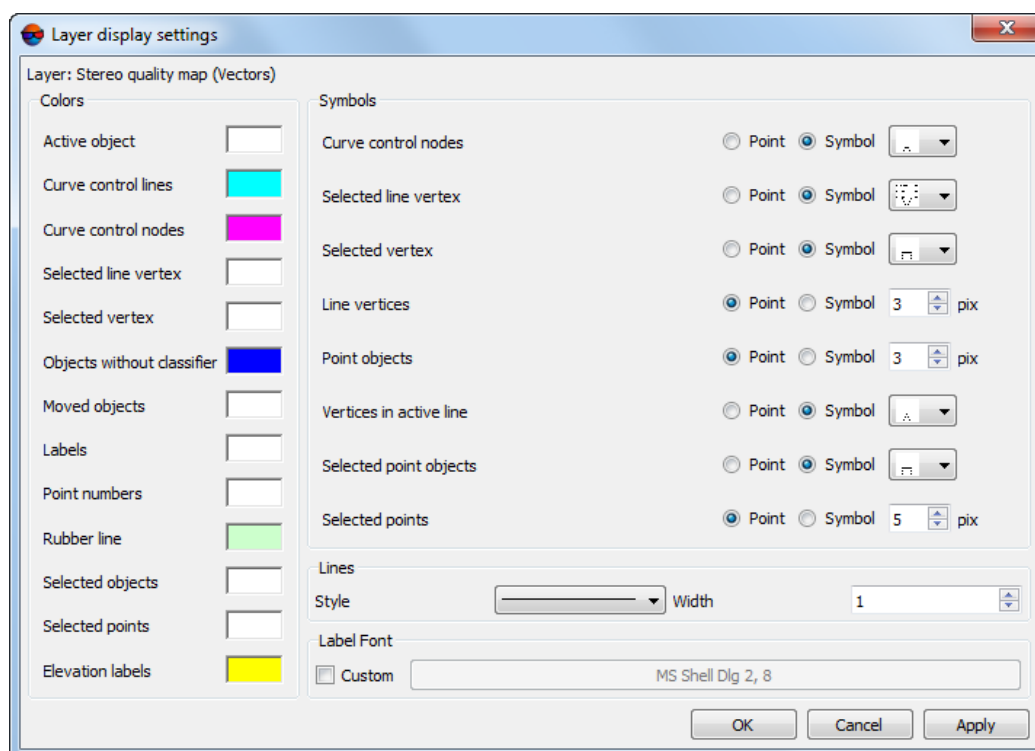 Layer display settings
Layer: Stereo quality map (Vectors)
Colors
Active object
Curve control lines
Curve control nodes
Selected line vertex
Selected vertex
Objects without classifier
Moved objects
Labels
Point numbers
Rubber line
Selected objects
Selected points
Elevation labels
Symbols
Curve control nodes Point Symbol
Selected line vertex Point Symbol
Selected vertex Point Symbol
Line vertices Point Symbol 3 pix
Point objects Point Symbol 3 pix
Vertices in active line Point Symbol
Selected point objects Point Symbol
Selected points Point Symbol 5 pix
Lines
Style Width 1
Label Font
Custom MS Shell Dlg 2, 8
OK Cancel Apply